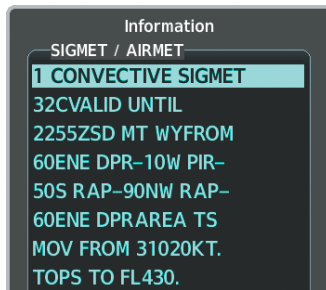 Information
SIGMET / AIRMET
1 CONVECTIVE SIGMET
32CVALID UNTIL
2255ZSD MT WYFROM
60ENE DPR-10W PIR-
50S RAP-90NW RAP-
60ENE DPRAREA TS
MOV FROM 31020KT.
TOPS TO FL430.